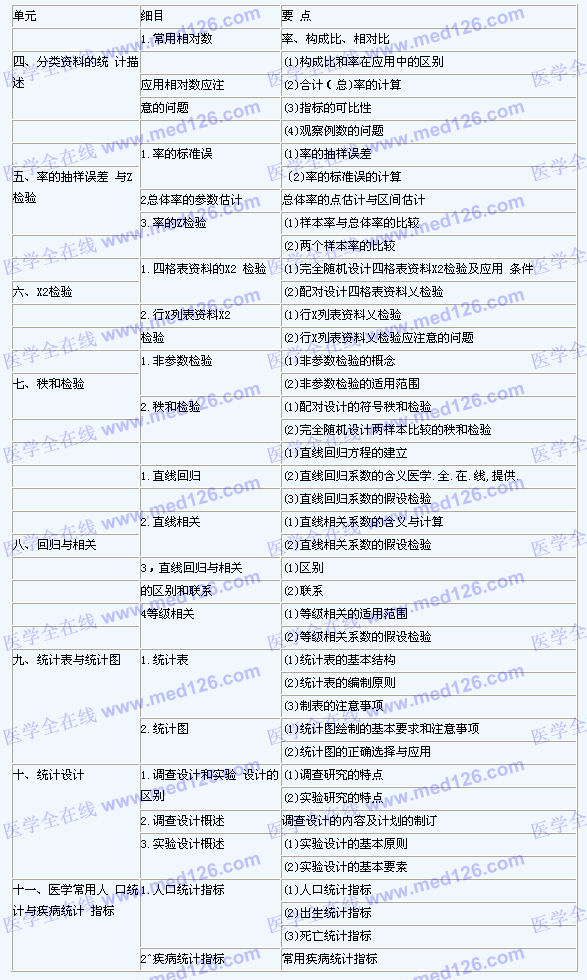 单元 细目 要 点
1.常用相对数 率、构成比、相对比
四、分类资料的统 计描
述
(1)构成比和率在应用中的区别
应用相对数应注 (2)合计(总)率的计算
意的问题 (3)指标的可比性
(4)观察例数的问题
1.率的标准误 (1)率的抽样误差
五、率的抽样误差 与Z
检验
〔2)率的标准误的计算
2总体率的参数估计 总体率的点估计与区间估计
3.率的Z检验 (1)样本率与总体率的比较
(2)两个样本率的比较
1.四格表资料的X2 检验 (1)完全随机设计四格表资料X2检验及应用 条件
六、X2检验 (2)配对设计四格表资料乂检验
2.行X列表资料X2
检验
(1)行X列表资料乂检验
(2)行X列表资料乂检验应注意的问题
1.非参数检验 (1)非参数检验的概念
七、秩和检验 (2)非参数检验的适用范围
2.秩和检验 (1)配对设计的符号秩和检验
(2)完全随机设计两样本比较的秩和检验
(1)直线回归方程的建立
1.直线回归 (2)直线回归系数的含义医学.全.在.线,提供.
(3)直线回归系数的假设检验
2.直线相关 (1)直线相关系数的含义与计算
八、回归与相关 (2)直线相关系数的假设检验
3,直线回归与相关 (1)区别
的区别和联系 (2)联系
4等级相关 (1)等级相关的适用范围
(2)等级相关系数的假设检验
九、统计表与统计图 1.统计表 (1)统计表的基本结构
(2)统计表的编制原则
(3)制表的注意事项
2.统计图 (1)统计图绘制的基本要求和注意事项
(2)统计图的正确选择与应用
十、统计设计 1.调查设计和实验 设计的
区别
(1)调查研究的特点
(2)实验研究的特点
2.调查设计概述 调查设计的内容及计划的制订
3.实验设计概述 (1)实验设计的基本原则
(2)实验设计的基本要素
十一、医学常用人 口统
计与疾病统计 指标
1.人口统计指标 (1)人口统计指标
(2)出生统计指标
(3)死亡统计指标
2^疾病统计指标 常用疾病统计指标
医学全在线 www.med126.com